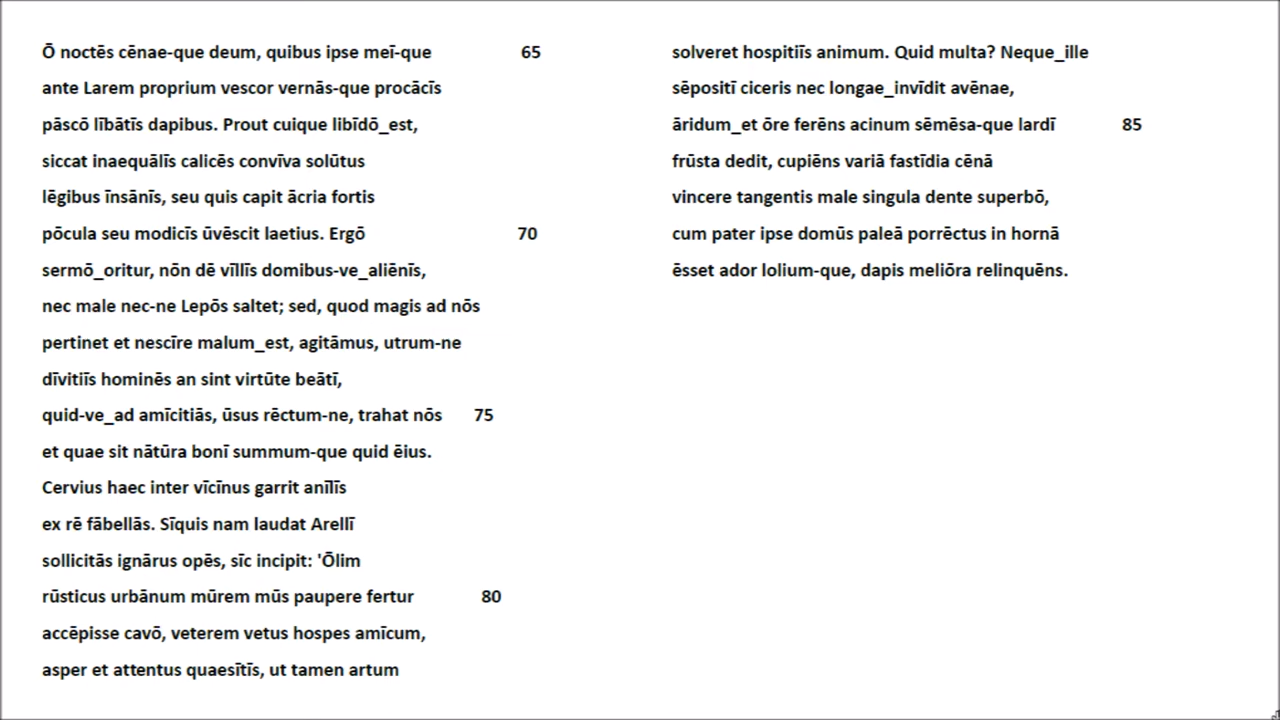 Ō noctēs cēnae-que deum, quibus ipse meī-que 65
ante Larem proprium vescor vernās-que procācīs
pāscō lībātīs dapibus. Prout cuique libīdō_est,
siccat inaequālīs calicēs convīva solūtus
lēgibus īnsānīs, seu quis capit ācria fortis
pōcula seu modicīs ūvēscit laetius. Ergō 70
sermō_oritur, nōn dē vīllīs domibus-ve_aliēnīs,
nec male nec-ne Lepōs saltet; sed, quod magis ad nōs
pertinet et nescīre malum_est, agitāmus, utrum-ne
dīvitiīs hominēs an sint virtūte beātī,
quid-ve_ad amīcitiās, ūsus rēctum-ne, trahat nōs 75
et quae sit nātūra bonī summum-que quid ēius.
Cervius haec inter vīcīnus garrit anīlīs
ex rē fābellās. Sīquis nam laudat Arellī
sollicitās ignārus opēs, sīc incipit: 'Ōlim
rūsticus urbānum mūrem mūs paupere fertur 80
accēpisse cavō, veterem vetus hospes amīcum,
asper et attentus quaesītīs, ut tamen artum
solveret hospitiīs animum. Quid multa? Neque_ille
sēpositī ciceris nec longae_invīdit avēnae,
āridum_et ōre ferēns acinum sēmēsa-que lardī 85
frūsta dedit, cupiēns variā fastīdia cēnā
vincere tangentis male singula dente superbō,
cum pater ipse domūs paleā porrēctus in hornā
ēsset ador lolium-que, dapis meliōra relinquēns.